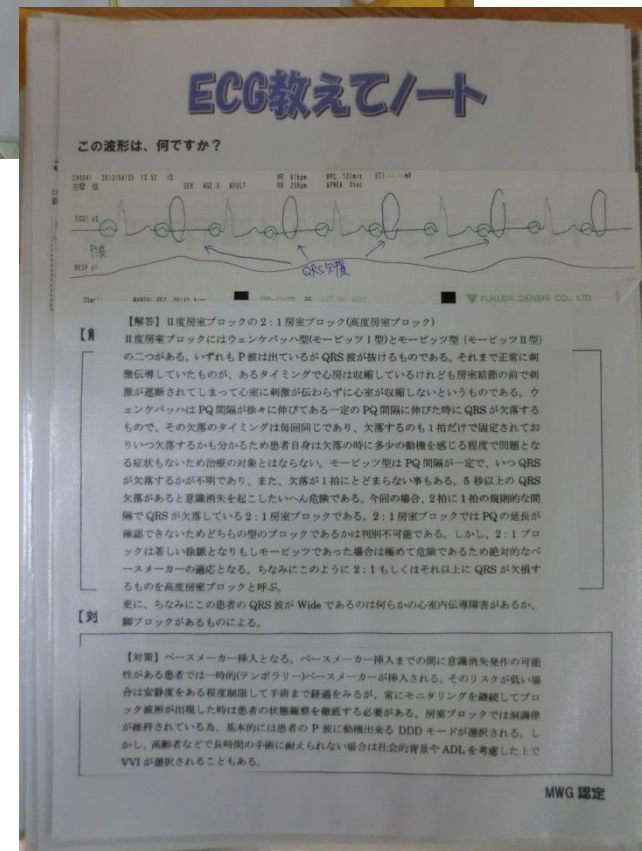 ECG教えてノート
この波形は、何ですか？
SEX AGE 0 ADULT
ECG1 x2
P波
RESP x1
QRS欠損
FUKUDA DENSHI CO., LTD.
【解答】Ⅱ度房室ブロックの2：1房室ブロック(高度房室ブロック)
Ⅱ度房室ブロックにはウェンケバッハ型(モービッツⅠ型)とモービッツ型（モービッツⅡ型）
の二つがある。いずれもP波は出ているがQRS波が抜けるものである。それまで正常に刺
激伝導していたものが、あるタイミングで心房は収縮しているけれども房室結節の前で刺
激が遮断されてしまって心室に刺激が伝わらずに心室が収縮しないというものである。ウ
ェンケバッハはPQ間隔が徐々に伸びてある一定のPQ間隔に伸びた時にQRSが欠落する
もので、その欠落のタイミングは毎回同じであり、欠落するのも1拍だけで固定されてお
りいつ欠落するかも分かるため患者自身は欠落の時に多少の動機を感じる程度で問題とな
る症状もないため治療の対象とはならない。モービッツ型はPQ間隔が一定で、いつQRS
が欠落するかが不明であり、また、欠落が1拍にとどまらない事もある。5秒以上のQRS
欠落があると意識消失を起こしたいへん危険である。今回の場合、2拍に1拍の規則的な間
隔でQRSが欠落している2：1房室ブロックである。2：1房室ブロックではPQの延長が
確認できないためどちらの型のブロックであるかは判別不可能である。しかし、2：1ブロ
ックは著しい徐脈となりもしモービッツであった場合は極めて危険であるため絶対的なペ
ースメーカーの適応となる。ちなみにこのように2：1もしくはそれ以上にQRSが欠損す
るものを高度房室ブロックと呼ぶ。
更に、ちなみにこの患者のQRS波がWideであるのは何らかの心室内伝導障害があるか、
脚ブロックがあるものによる。
【対
【対策】ペースメーカー挿入となる。ペースメーカー挿入までの間に意識消失発作の可能
性がある患者では一時的(テンポラリー)ペースメーカーが挿入される。そのリスクが低い場
合は安静度をある程度制限して手術まで経過をみるが、常にモニタリングを継続してブロ
ック波形が出現した時は患者の状態観察を徹底する必要がある。房室ブロックでは洞調律
が維持されている為、基本的には患者のP波に動機出来るDDDモードが選択される。し
かし、高齢者などで長時間の手術に耐えられない場合は社会的背景やADLを考慮した上で
VVIが選択されることもある。
MWG 認定